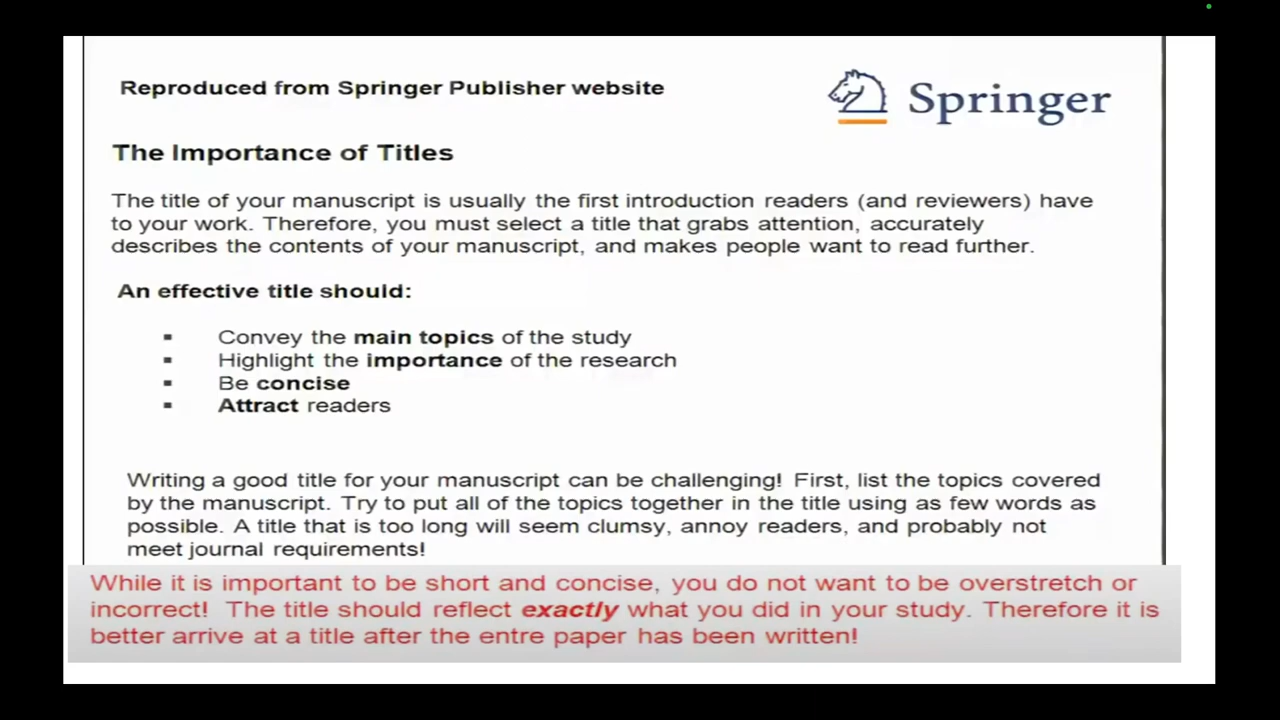 Reproduced from Springer Publisher website
Springer
The Importance of Titles
The title of your manuscript is usually the first introduction readers (and reviewers) have
to your work. Therefore, you must select a title that grabs attention, accurately
describes the contents of your manuscript, and makes people want to read further.
An effective title should:
▪ Convey the main topics of the study
▪ Highlight the importance of the research
▪ Be concise
▪ Attract readers
Writing a good title for your manuscript can be challenging! First, list the topics covered
by the manuscript. Try to put all of the topics together in the title using as few words as
possible. A title that is too long will seem clumsy, annoy readers, and probably not
meet journal requirements!
While it is important to be short and concise, you do not want to be overstretch or
incorrect! The title should reflect exactly what you did in your study. Therefore it is
better arrive at a title after the entre paper has been written!